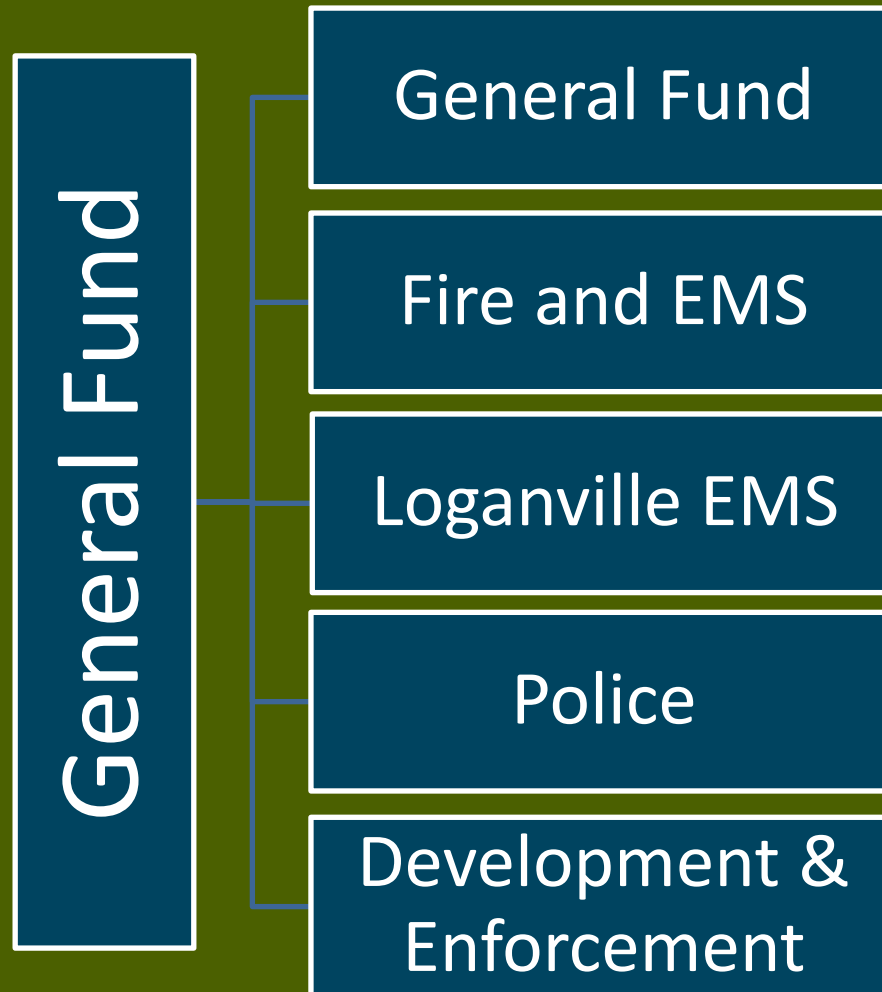 General Fund
General Fund
Fire and EMS
Loganville EMS
Police
Development &
Enforcement